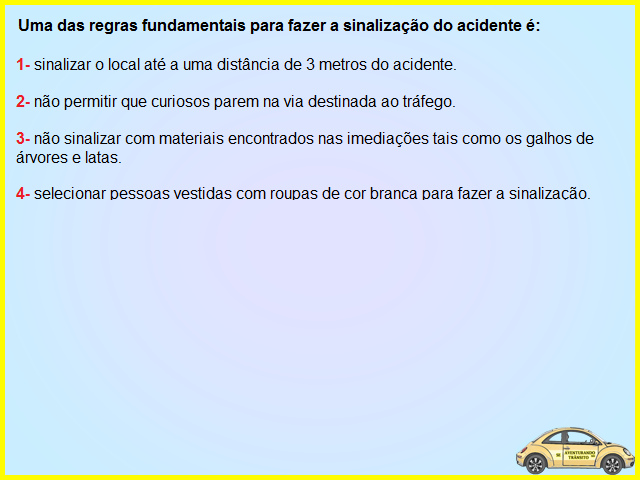 Uma das regras fundamentais para fazer a sinalização do acidente é:
1- sinalizar o local até a uma distância de 3 metros do acidente.
2- não permitir que curiosos parem na via destinada ao tráfego.
3- não sinalizar com materiais encontrados nas imediações tais como os galhos de
árvores e latas.
4- selecionar pessoas vestidas com roupas de cor branca para fazer a sinalização.
AVENTURANDO
TRÂNSITO